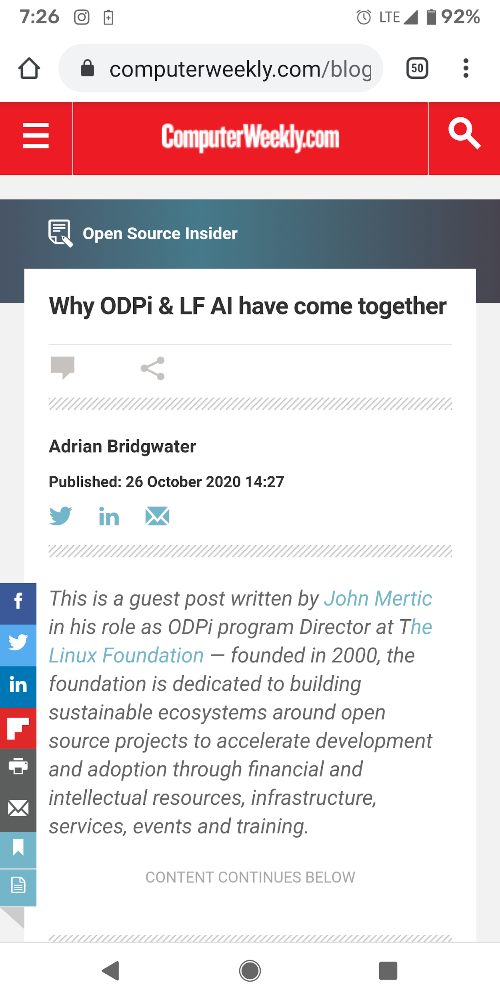 7:26 LTE 92%
computerweekly.com/blog 50
ComputerWeekly.com
Open Source Insider
Why ODPi & LF AI have come together
Adrian Bridgwater
Published: 26 October 2020 14:27
in
f
This is a guest post written by John Mertic
in his role as ODPi program Director at The
Linux Foundation — founded in 2000, the
in
foundation is dedicated to building
sustainable ecosystems around open
source projects to accelerate development
and adoption through financial and
intellectual resources, infrastructure,
services, events and training.
CONTENT CONTINUES BELOW